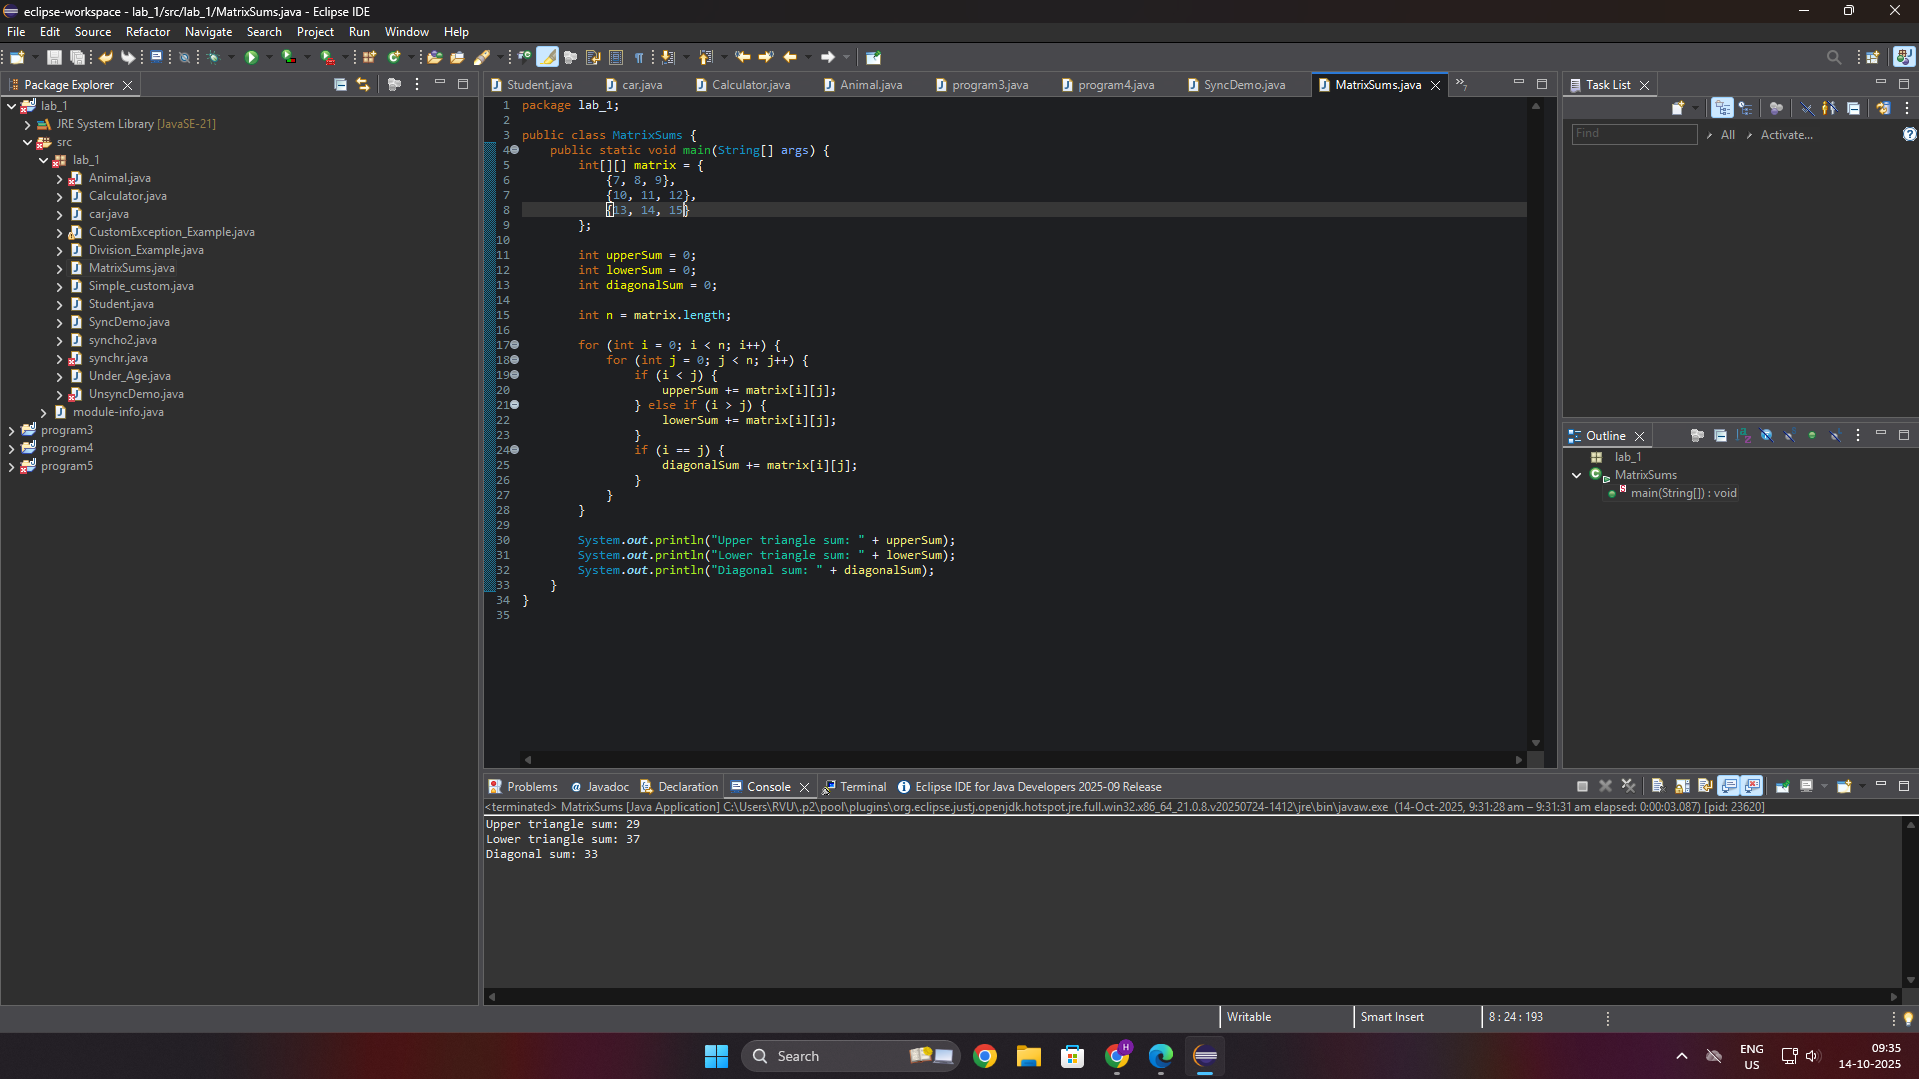 eclipse-workspace - lab_1/src/lab_1/MatrixSums.java - Eclipse IDE
File Edit Source Refactor Navigate Search Project Run Window Help
Package Explorer
lab_1
JRE System Library [JavaSE-21]
src
lab_1
Animal.java
Calculator.java
car.java
CustomException_Example.java
Division_Example.java
MatrixSums.java
Simple_custom.java
Student.java
SyncDemo.java
syncho2.java
synchr.java
Under_Age.java
UnsyncDemo.java
module-info.java
program3
program4
program5
Student.java car.java Calculator.java Animal.java program3.java program4.java SyncDemo.java MatrixSums.java »7
1 package lab_1;
2
3 public class MatrixSums {
4 public static void main(String[] args) {
5 int[][] matrix = {
6 {7, 8, 9},
7 {10, 11, 12},
8 {13, 14, 15}
9 };
10
11 int upperSum = 0;
12 int lowerSum = 0;
13 int diagonalSum = 0;
14
15 int n = matrix.length;
16
17 for (int i = 0; i < n; i++) {
18 for (int j = 0; j < n; j++) {
19 if (i < j) {
20 upperSum += matrix[i][j];
21 } else if (i > j) {
22 lowerSum += matrix[i][j];
23 }
24 if (i == j) {
25 diagonalSum += matrix[i][j];
26 }
27 }
28 }
29
30 System.out.println("Upper triangle sum: " + upperSum);
31 System.out.println("Lower triangle sum: " + lowerSum);
32 System.out.println("Diagonal sum: " + diagonalSum);
33 }
34 }
35
Task List
Find All Activate...
Outline
lab_1
MatrixSums
main(String[]) : void
Problems Javadoc Declaration Console Terminal Eclipse IDE for Java Developers 2025-09 Release
<terminated> MatrixSums [Java Application] C:\Users\RVU\.p2\pool\plugins\org.eclipse.justj.openjdk.hotspot.jre.full.win32.x86_64_21.0.8.v20250724-1412\jre\bin\javaw.exe (14-Oct-2025, 9:31:28 am – 9:31:31 am elapsed: 0:00:03.087) [pid: 23620]
Upper triangle sum: 29
Lower triangle sum: 37
Diagonal sum: 33
Writable Smart Insert 8 : 24 : 193
Search
H
ENG
US
09:35
14-10-2025